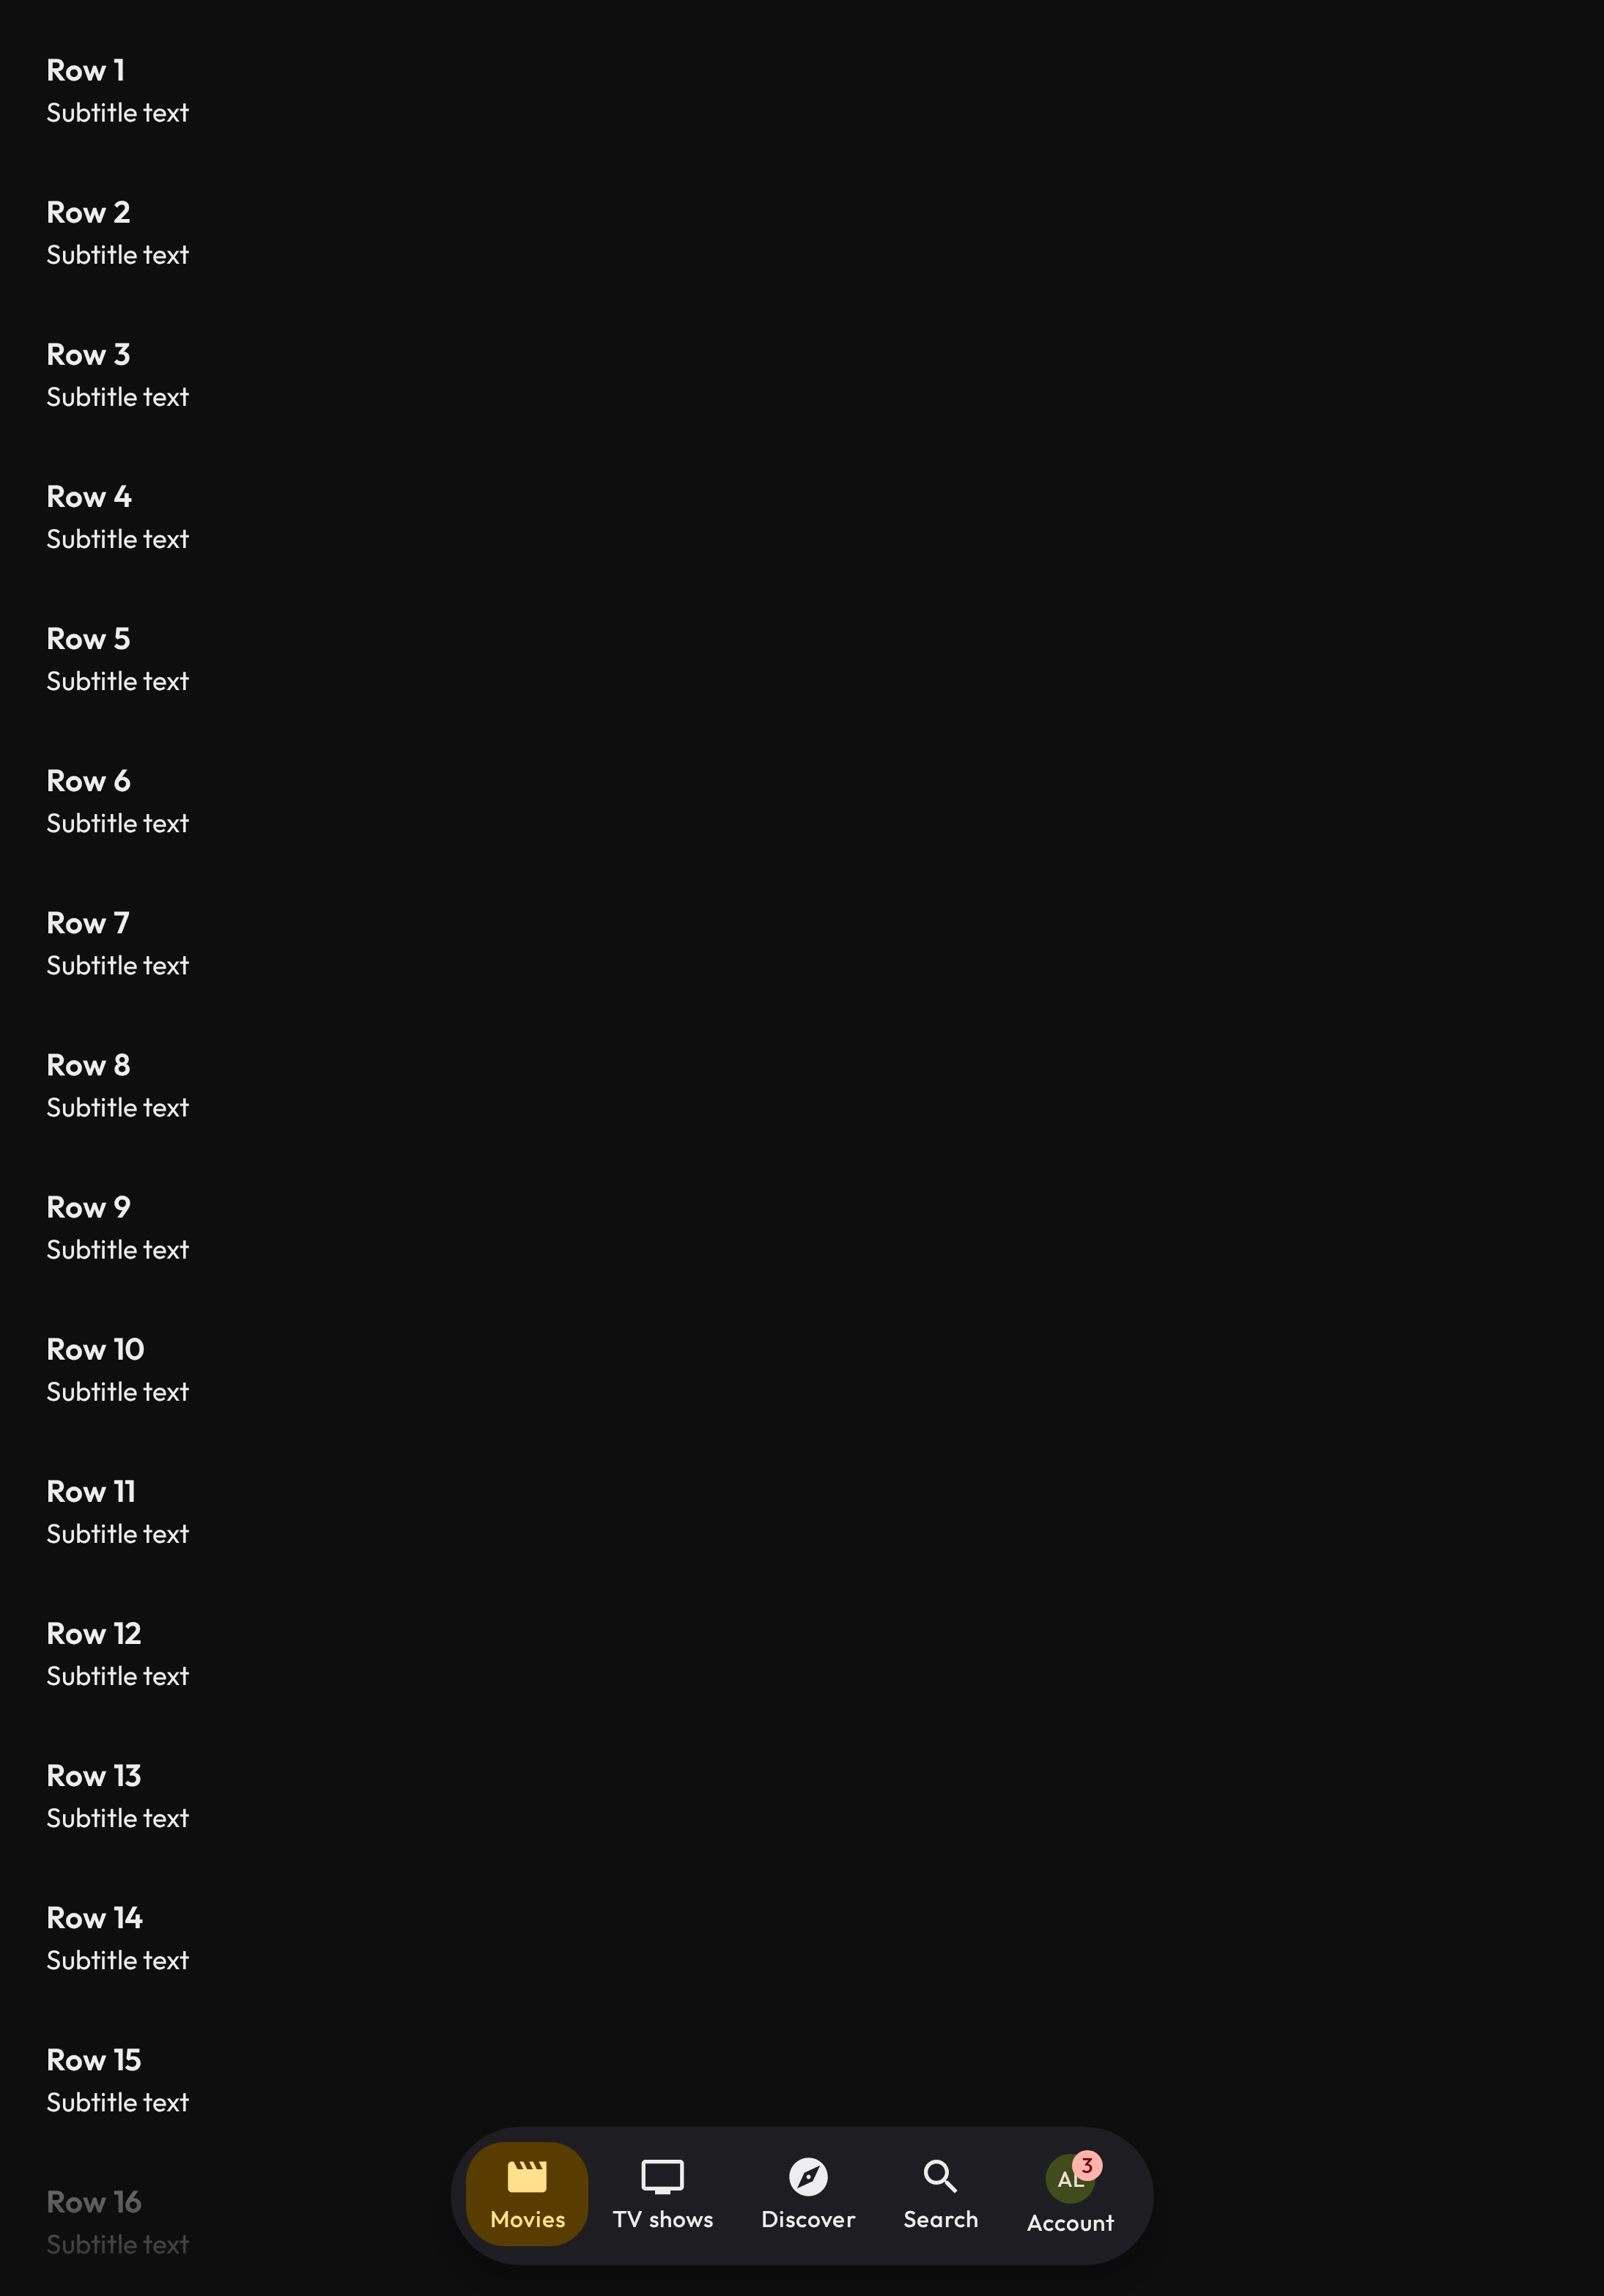 Row 1
Subtitle text
Row 2
Subtitle text
Row 3
Subtitle text
Row 4
Subtitle text
Row 5
Subtitle text
Row 6
Subtitle text
Row 7
Subtitle text
Row 8
Subtitle text
Row 9
Subtitle text
Row 10
Subtitle text
Row 11
Subtitle text
Row 12
Subtitle text
Row 13
Subtitle text
Row 14
Subtitle text
Row 15
Subtitle text
Row 16
Subtitle text
AL 3
Movies TV shows Discover Search Account